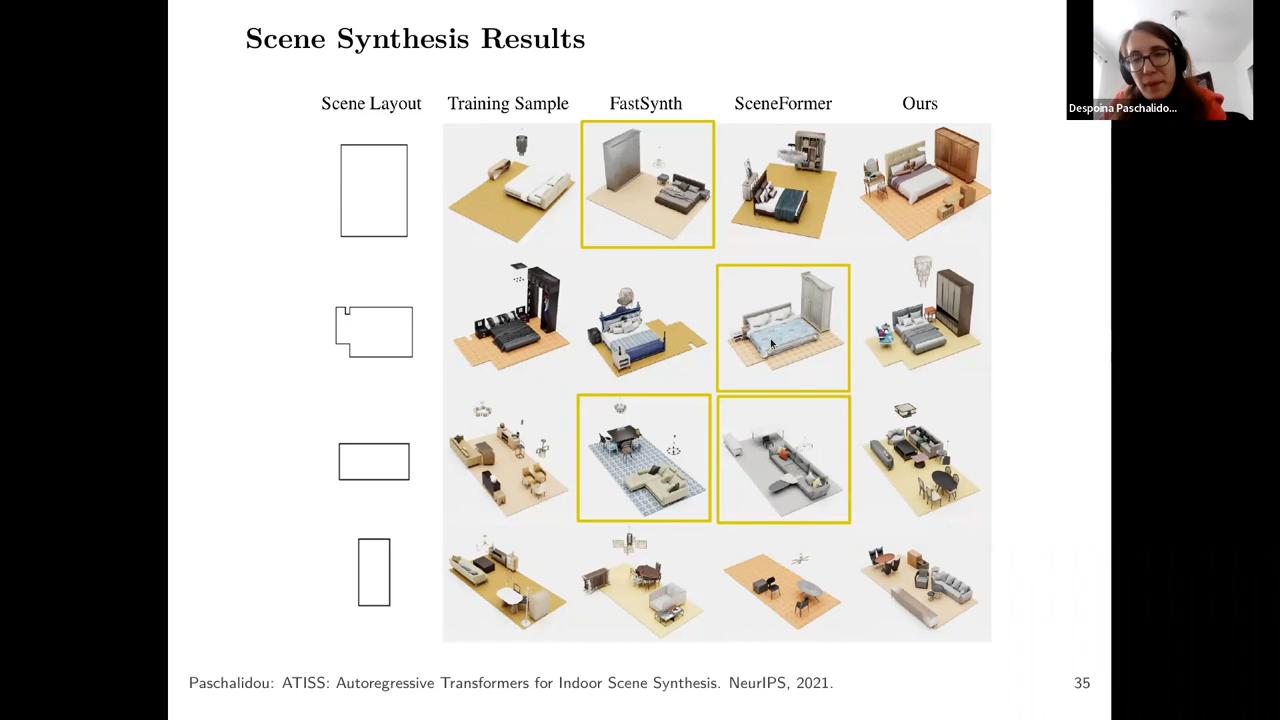 Scene Synthesis Results
Scene Layout Training Sample FastSynth SceneFormer Ours
Despoina Paschalido...
Paschalidou: ATISS: Autoregressive Transformers for Indoor Scene Synthesis. NeurIPS, 2021. 35